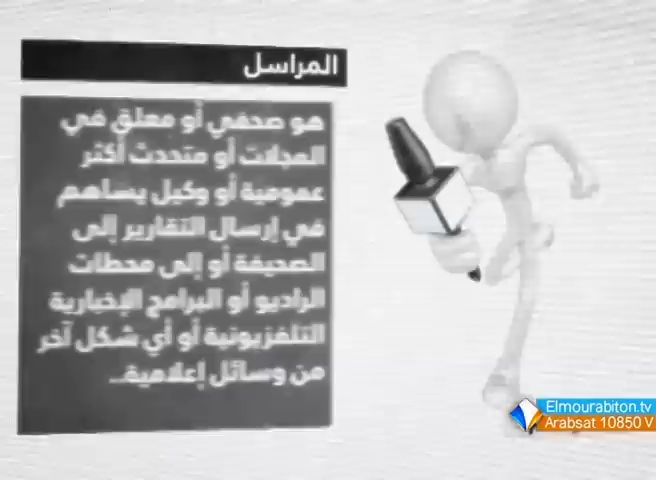 المراسل
هو صحفي أو معلق في
المجلات أو متحدث أكثر
عمومية أو وكيل يساهم
في إرسال التقارير إلى
الصحيفة أو إلى محطات
الراديو أو البرامج الإخبارية
التلفزيونية أو أي شكل آخر
من وسائل إعلامية...
Elmourabiton.tv
Arabsat 10850 V